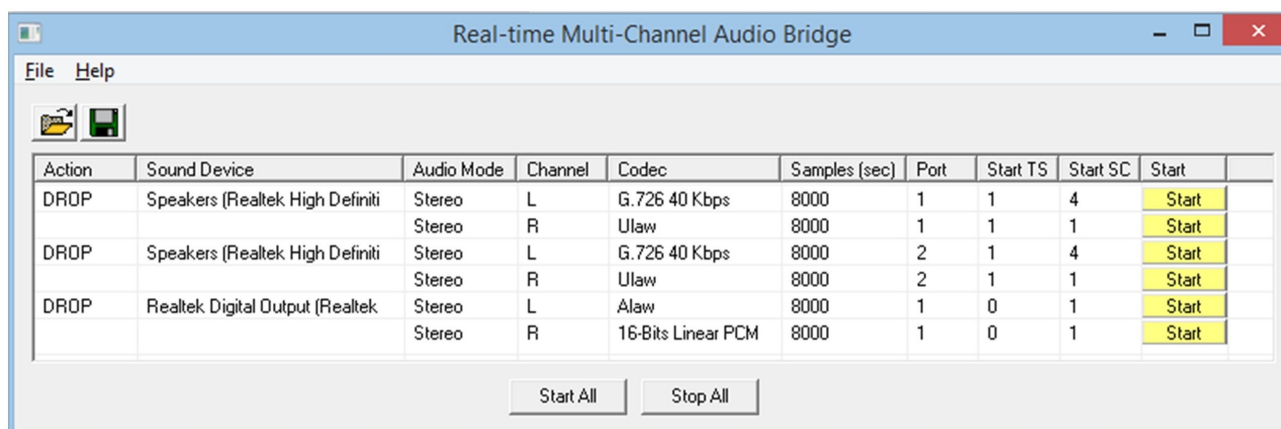 Real-time Multi-Channel Audio Bridge
File Help
Action Sound Device Audio Mode Channel Codec Samples (sec) Port Start TS Start SC Start
DROP Speakers (Realtek High Definiti Stereo L G.726 40 Kbps 8000 1 1 4 Start
Stereo R Ulaw 8000 1 1 1 Start
DROP Speakers (Realtek High Definiti Stereo L G.726 40 Kbps 8000 2 1 4 Start
Stereo R Ulaw 8000 2 1 1 Start
DROP Realtek Digital Output (Realtek Stereo L Alaw 8000 1 0 1 Start
Stereo R 16-Bits Linear PCM 8000 1 0 1 Start
Start All Stop All